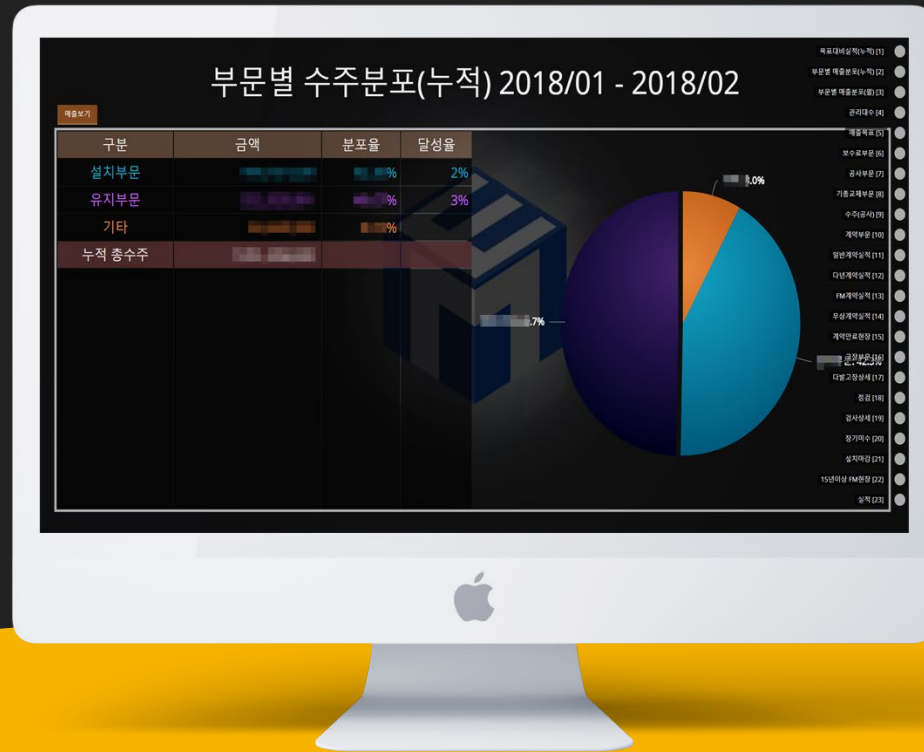 부문별 수주분포(누적) 2018/01 - 2018/02
매출보기
구분 금액 분포율 달성율
설치부문 % 2%
유지부문 % 3%
기타 %
누적 총수주
.0%
.7%
목표대비실적(누적) [1]
부문별 매출분포(누적) [2]
부문별 매출분포(월) [3]
관리대수 [4]
매출목표 [5]
보수료부문 [6]
공사부문 [7]
기종교체부문 [8]
수주(공사) [9]
계약부문 [10]
일반계약실적 [11]
다년계약실적 [12]
FM계약실적 [13]
무상계약실적 [14]
계약만료현장 [15]
고장부문 [16]
다발고장상세 [17]
점검 [18]
검사상세 [19]
장기미수 [20]
설치마감 [21]
15년이상 FM현장 [22]
실적 [23]